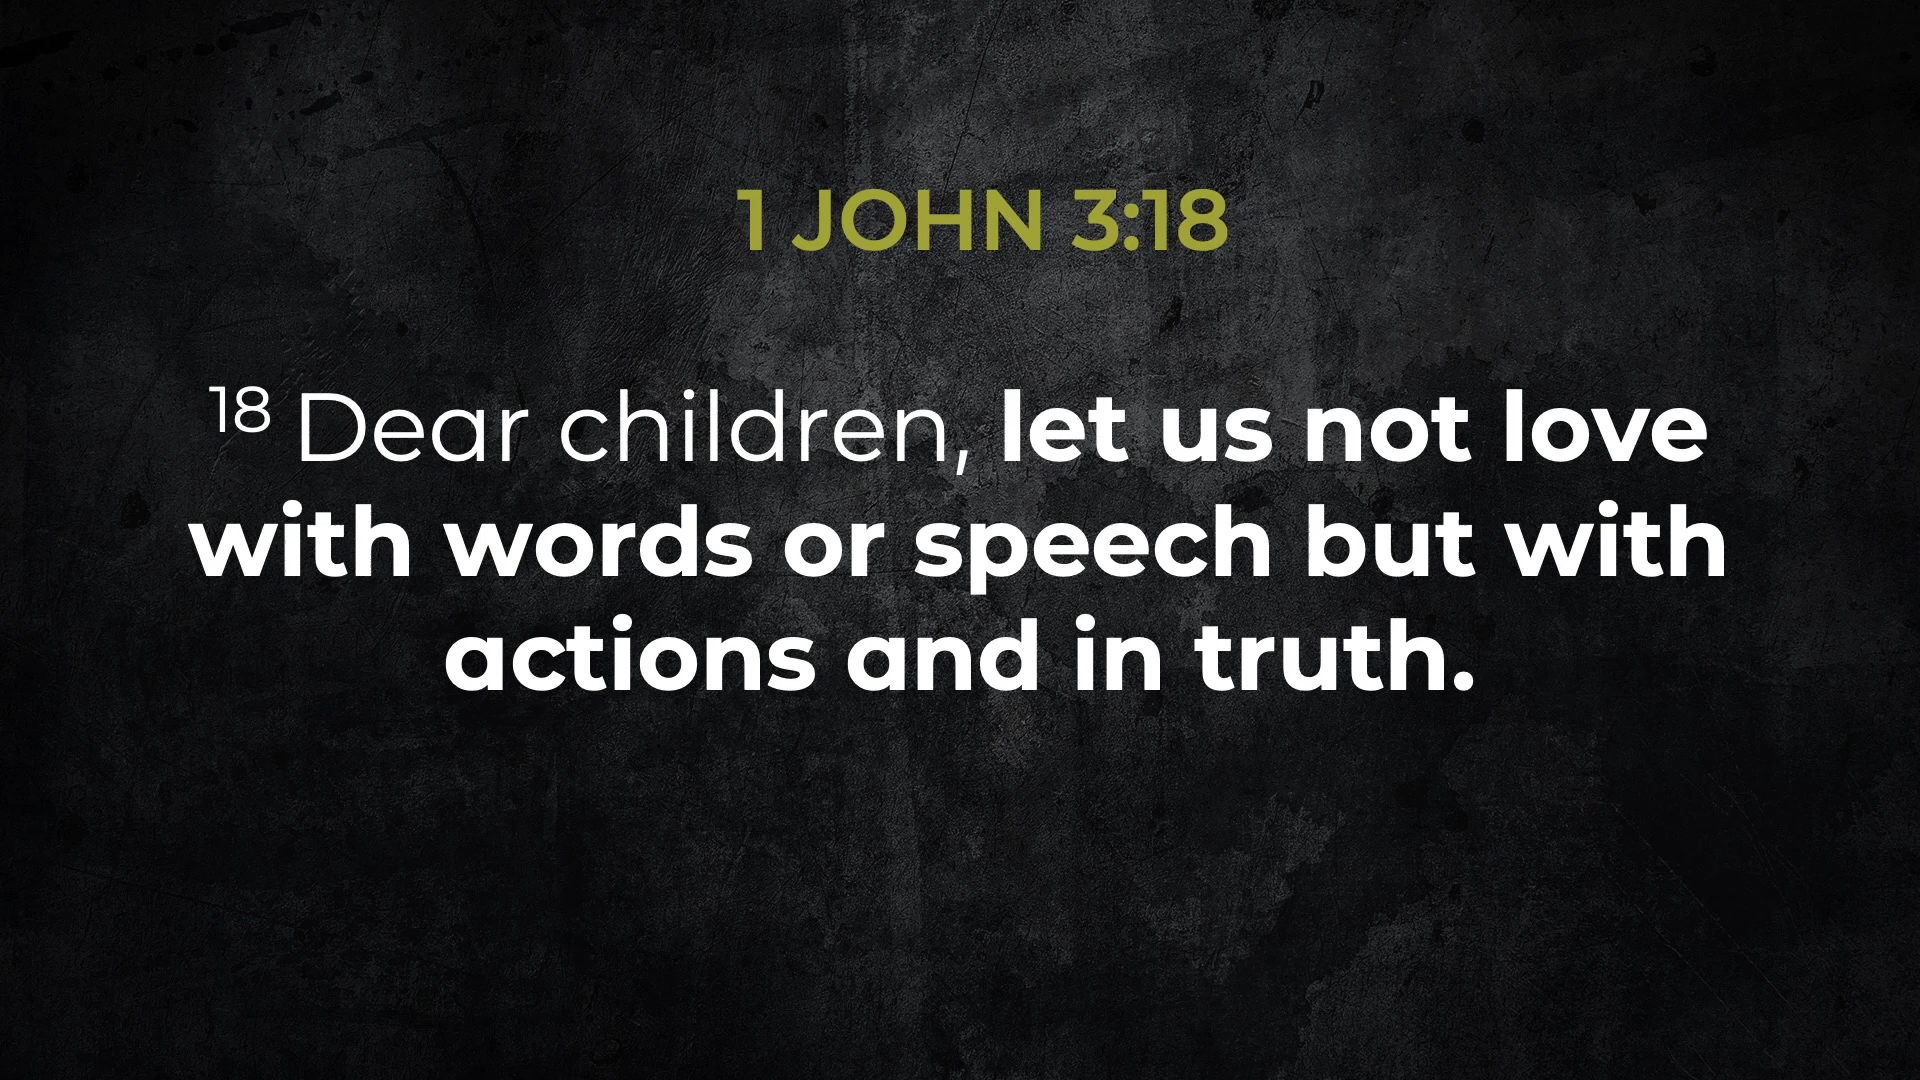 1 JOHN 3:18
18 Dear children, let us not love
with words or speech but with
actions and in truth.